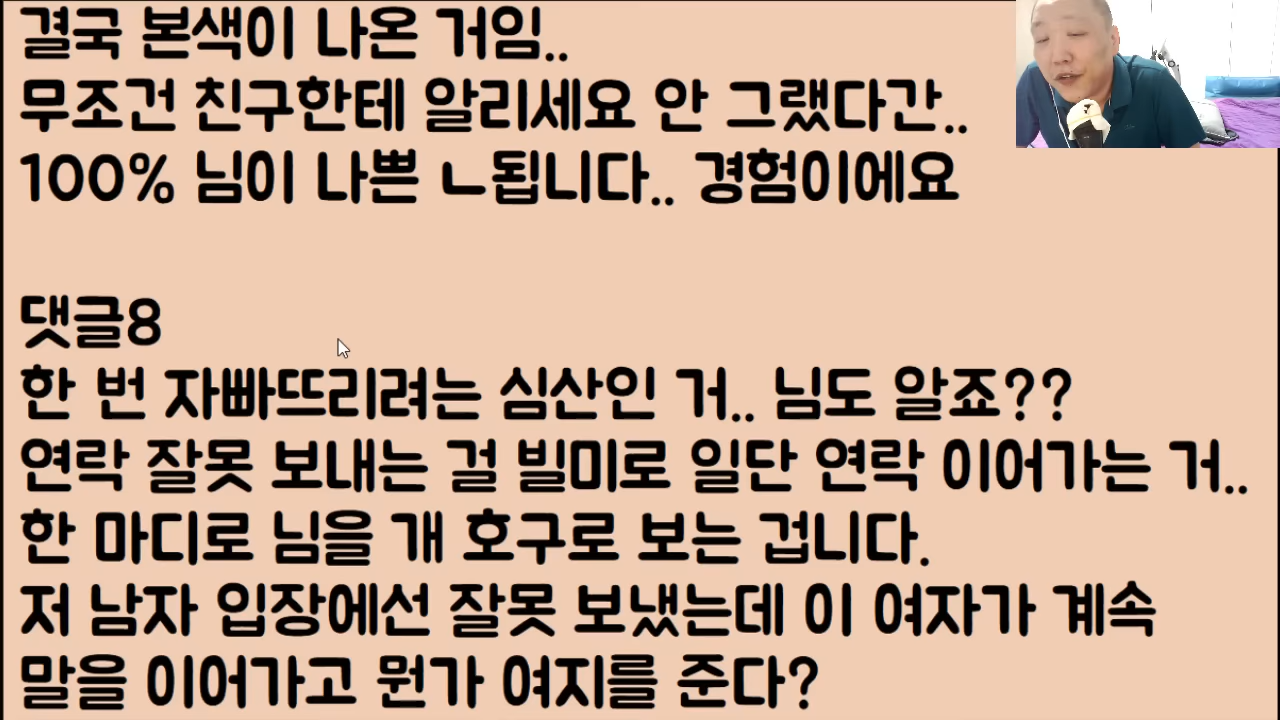 결국 본색이 나온 거임..
무조건 친구한테 알리세요 안 그랬다간..
100% 님이 나쁜 ㄴ됩니다.. 경험이에요
댓글8
한 번 자빠뜨리려는 심산인 거.. 님도 알죠??
연락 잘못 보내는 걸 빌미로 일단 연락 이어가는 거..
한 마디로 님을 개 호구로 보는 겁니다.
저 남자 입장에선 잘못 보냈는데 이 여자가 계속
말을 이어가고 뭔가 여지를 준다?